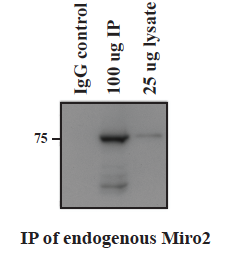 IgG control
100 ug IP
25 ug lysate
75
IP of endogenous Miro2